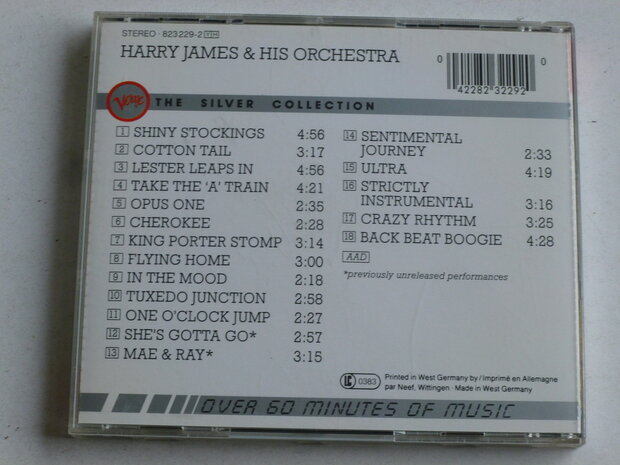 STEREO · 823 229-2 YH
HARRY JAMES & HIS ORCHESTRA
0 42282 32292 0
Verve THE SILVER COLLECTION
1 SHINY STOCKINGS 4:56
2 COTTON TAIL 3:17
3 LESTER LEAPS IN 4:56
4 TAKE THE 'A' TRAIN 4:21
5 OPUS ONE 2:35
6 CHEROKEE 2:28
7 KING PORTER STOMP 3:14
8 FLYING HOME 3:00
9 IN THE MOOD 2:18
10 TUXEDO JUNCTION 2:58
11 ONE O'CLOCK JUMP 2:27
12 SHE'S GOTTA GO* 2:57
13 MAE & RAY* 3:15
14 SENTIMENTAL
JOURNEY 2:33
15 ULTRA 4:19
16 STRICTLY
INSTRUMENTAL 3:16
17 CRAZY RHYTHM 3:25
18 BACK BEAT BOOGIE 4:28
AAD
*previously unreleased performances
LC 0383
Printed in West Germany by / Imprimé en Allemagne
par Neef, Wittingen · Made in West Germany
OVER 60 MINUTES OF MUSIC